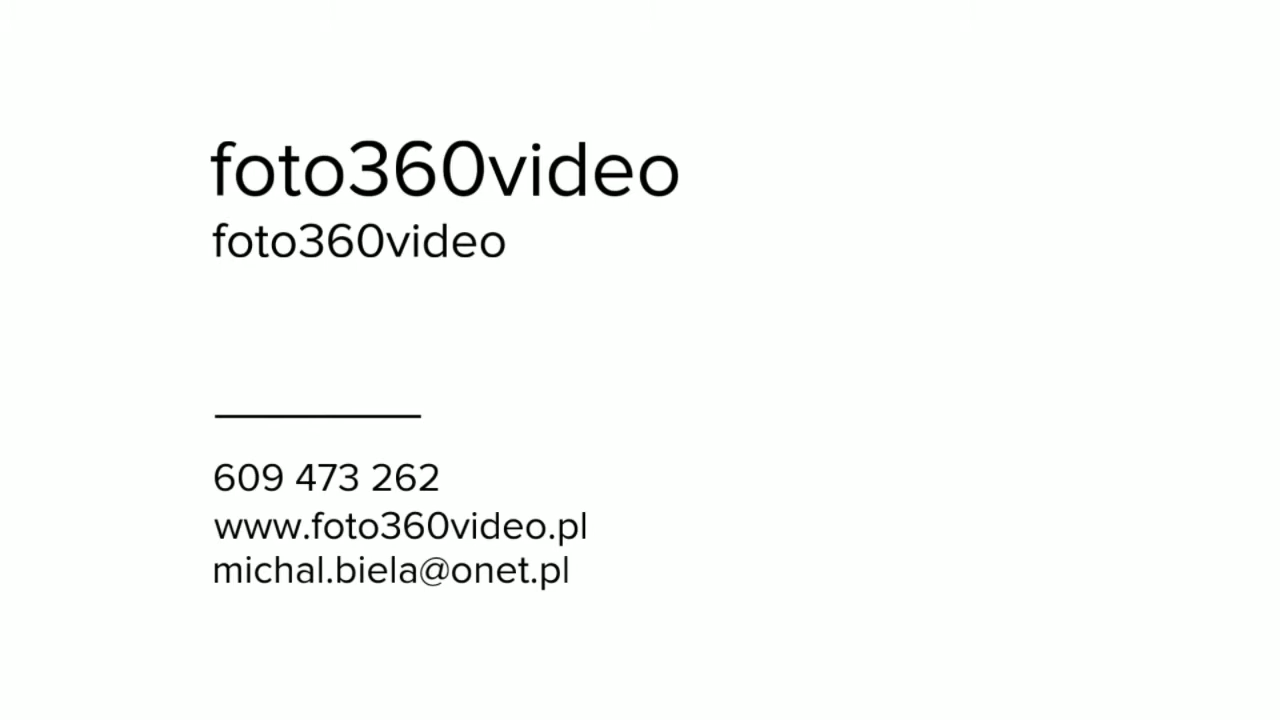 foto360video
foto360video
609 473 262
www.foto360video.pl
michal.biela@onet.pl